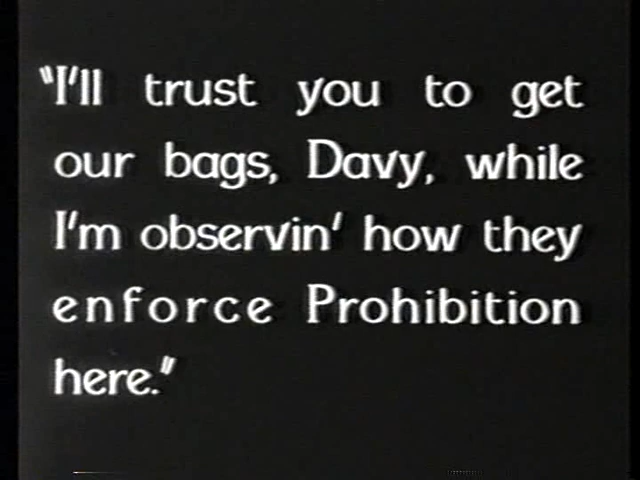 "I'll trust you to get
our bags, Davy, while
I'm observin' how they
enforce Prohibition
here."